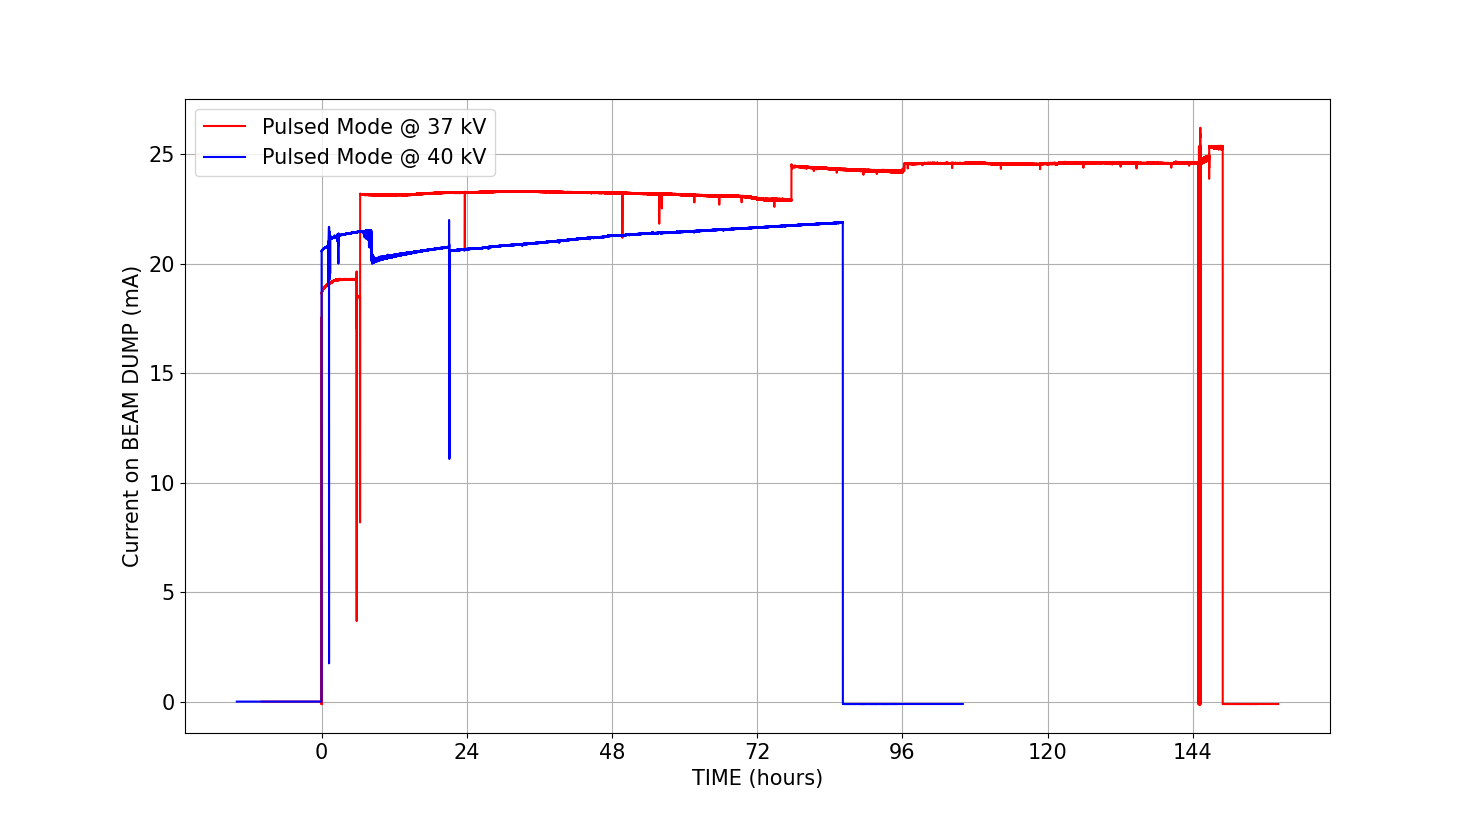 Pulsed Mode @ 37 kV
Pulsed Mode @ 40 kV
25
20
15
10
5
0
Current on BEAM DUMP (mA)
0 24 48 72 96 120 144
TIME (hours)